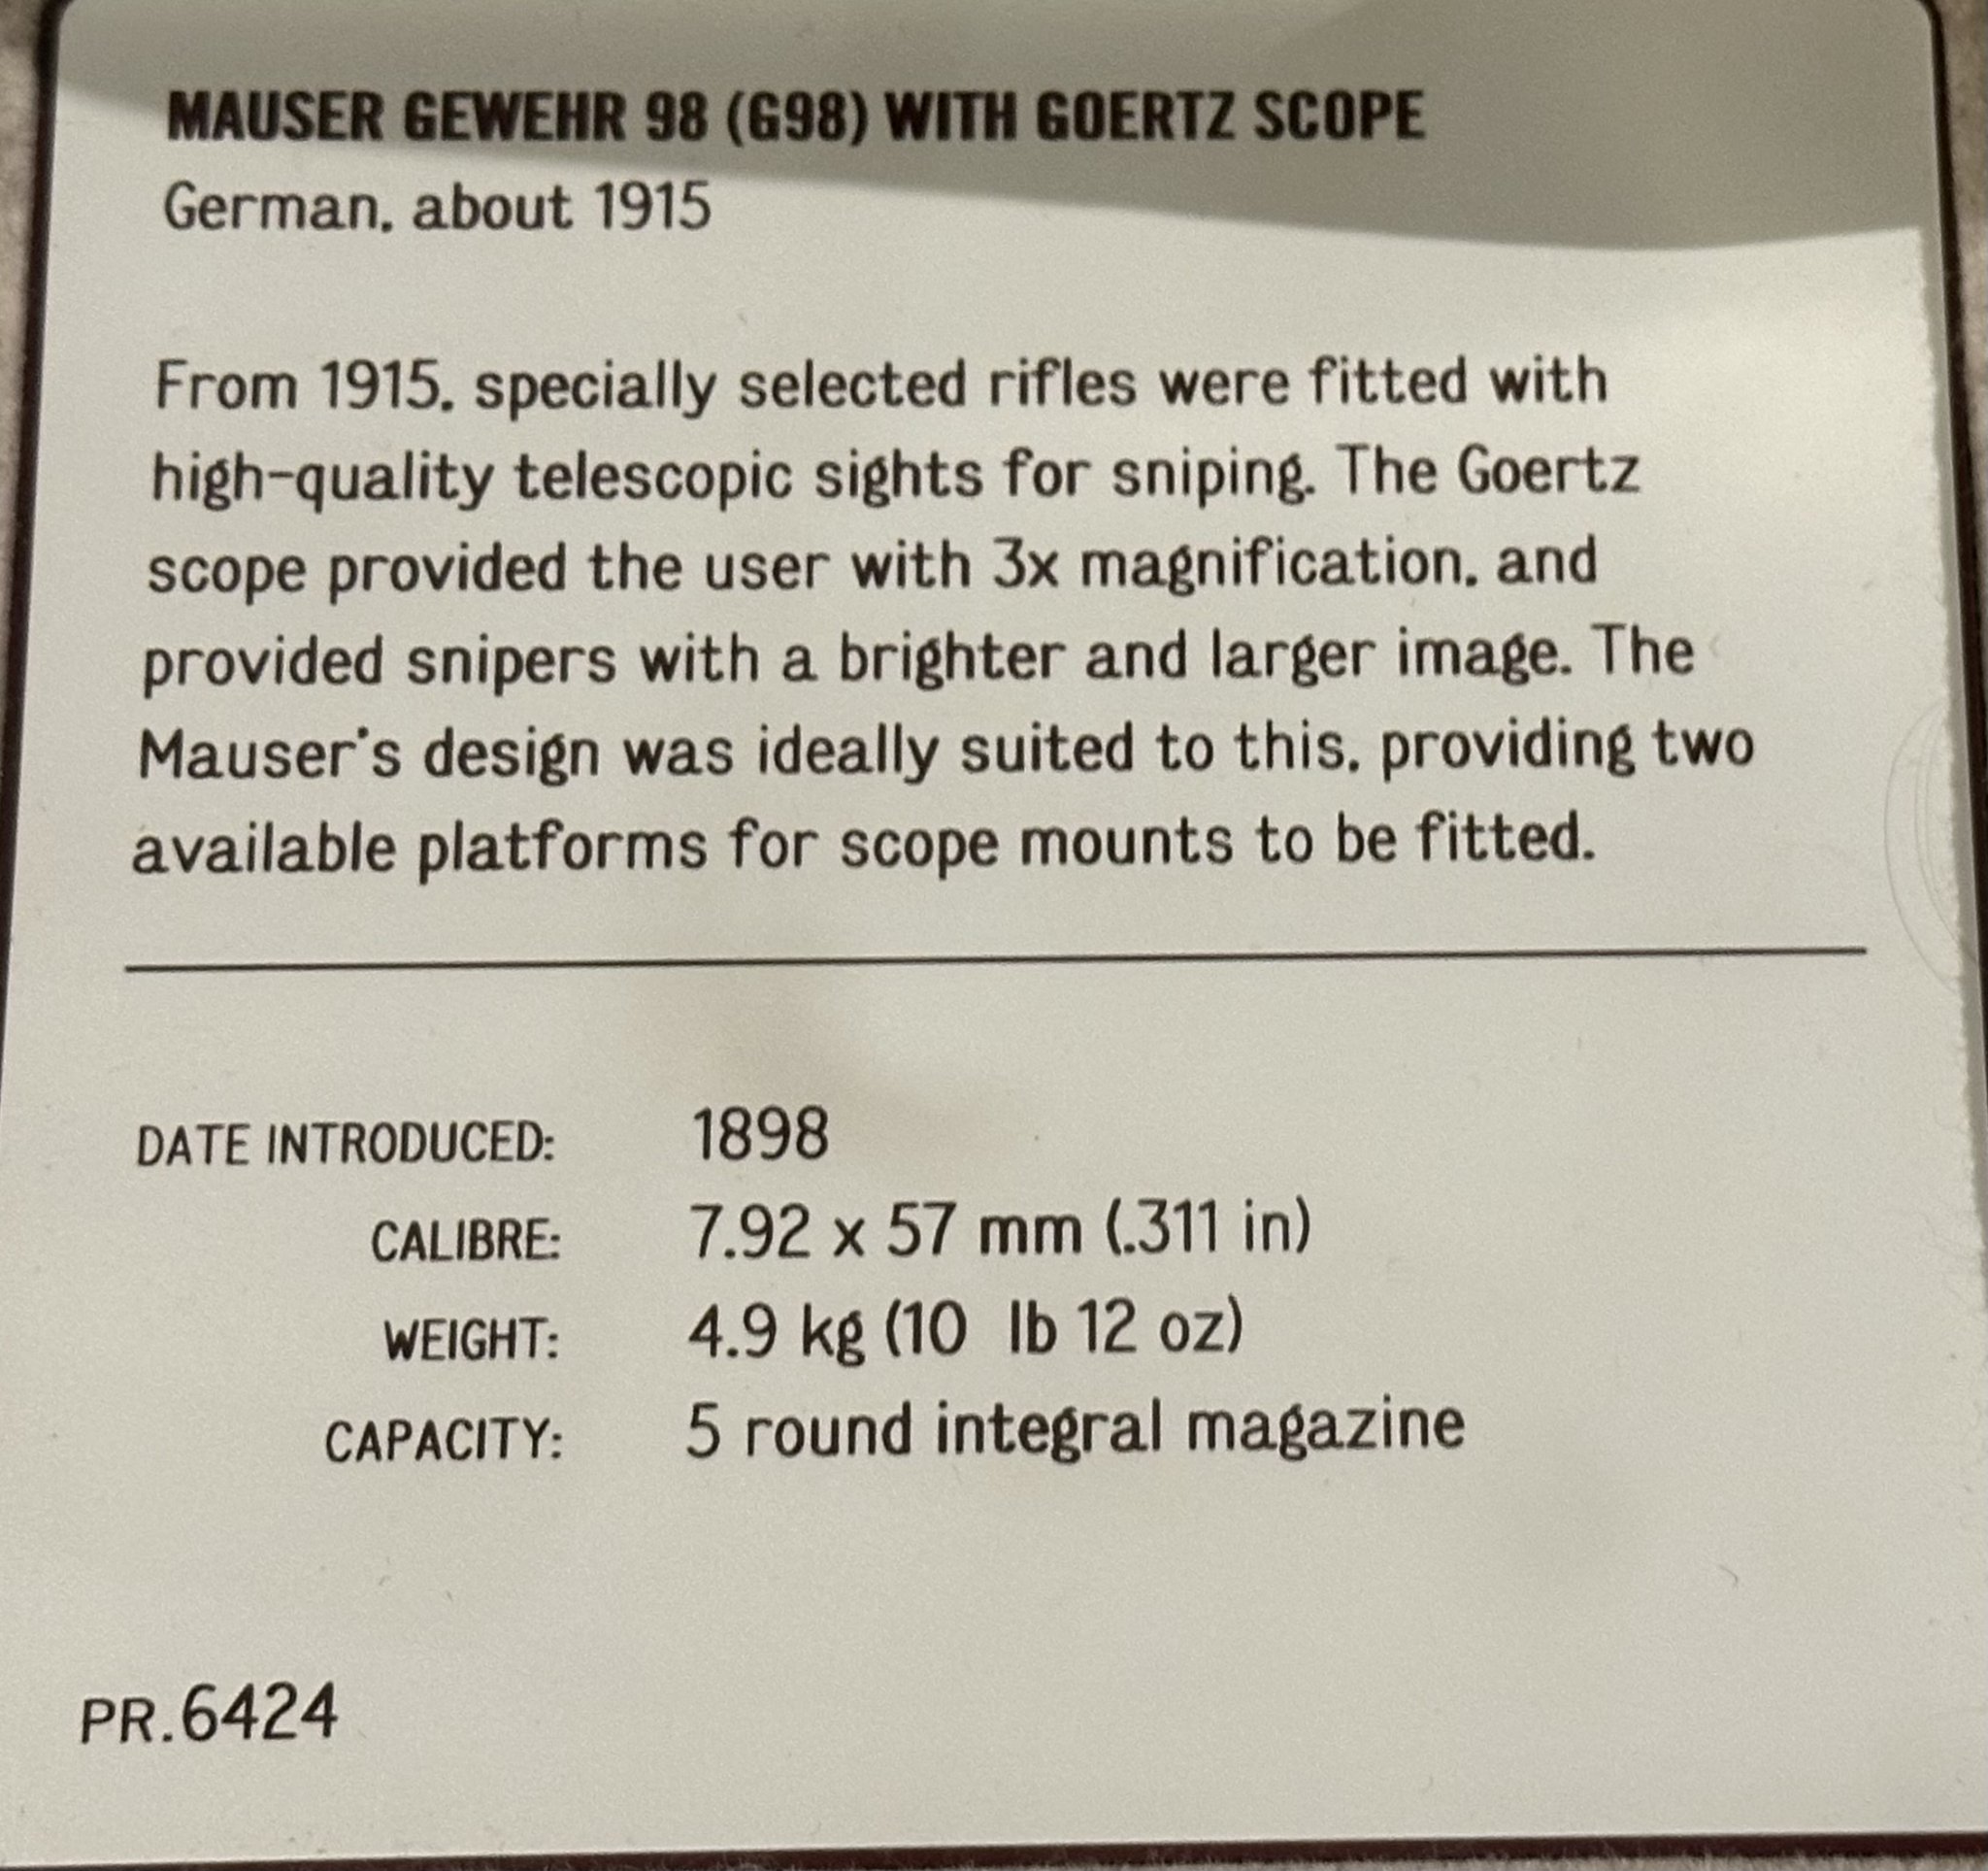 MAUSER GEWEHR 98 (G98) WITH GOERTZ SCOPE
German, about 1915
From 1915, specially selected rifles were fitted with
high-quality telescopic sights for sniping. The Goertz
scope provided the user with 3x magnification, and
provided snipers with a brighter and larger image. The
Mauser's design was ideally suited to this, providing two
available platforms for scope mounts to be fitted.
DATE INTRODUCED: 1898
CALIBRE: 7.92 x 57 mm (.311 in)
WEIGHT: 4.9 kg (10 lb 12 oz)
CAPACITY: 5 round integral magazine
PR.6424